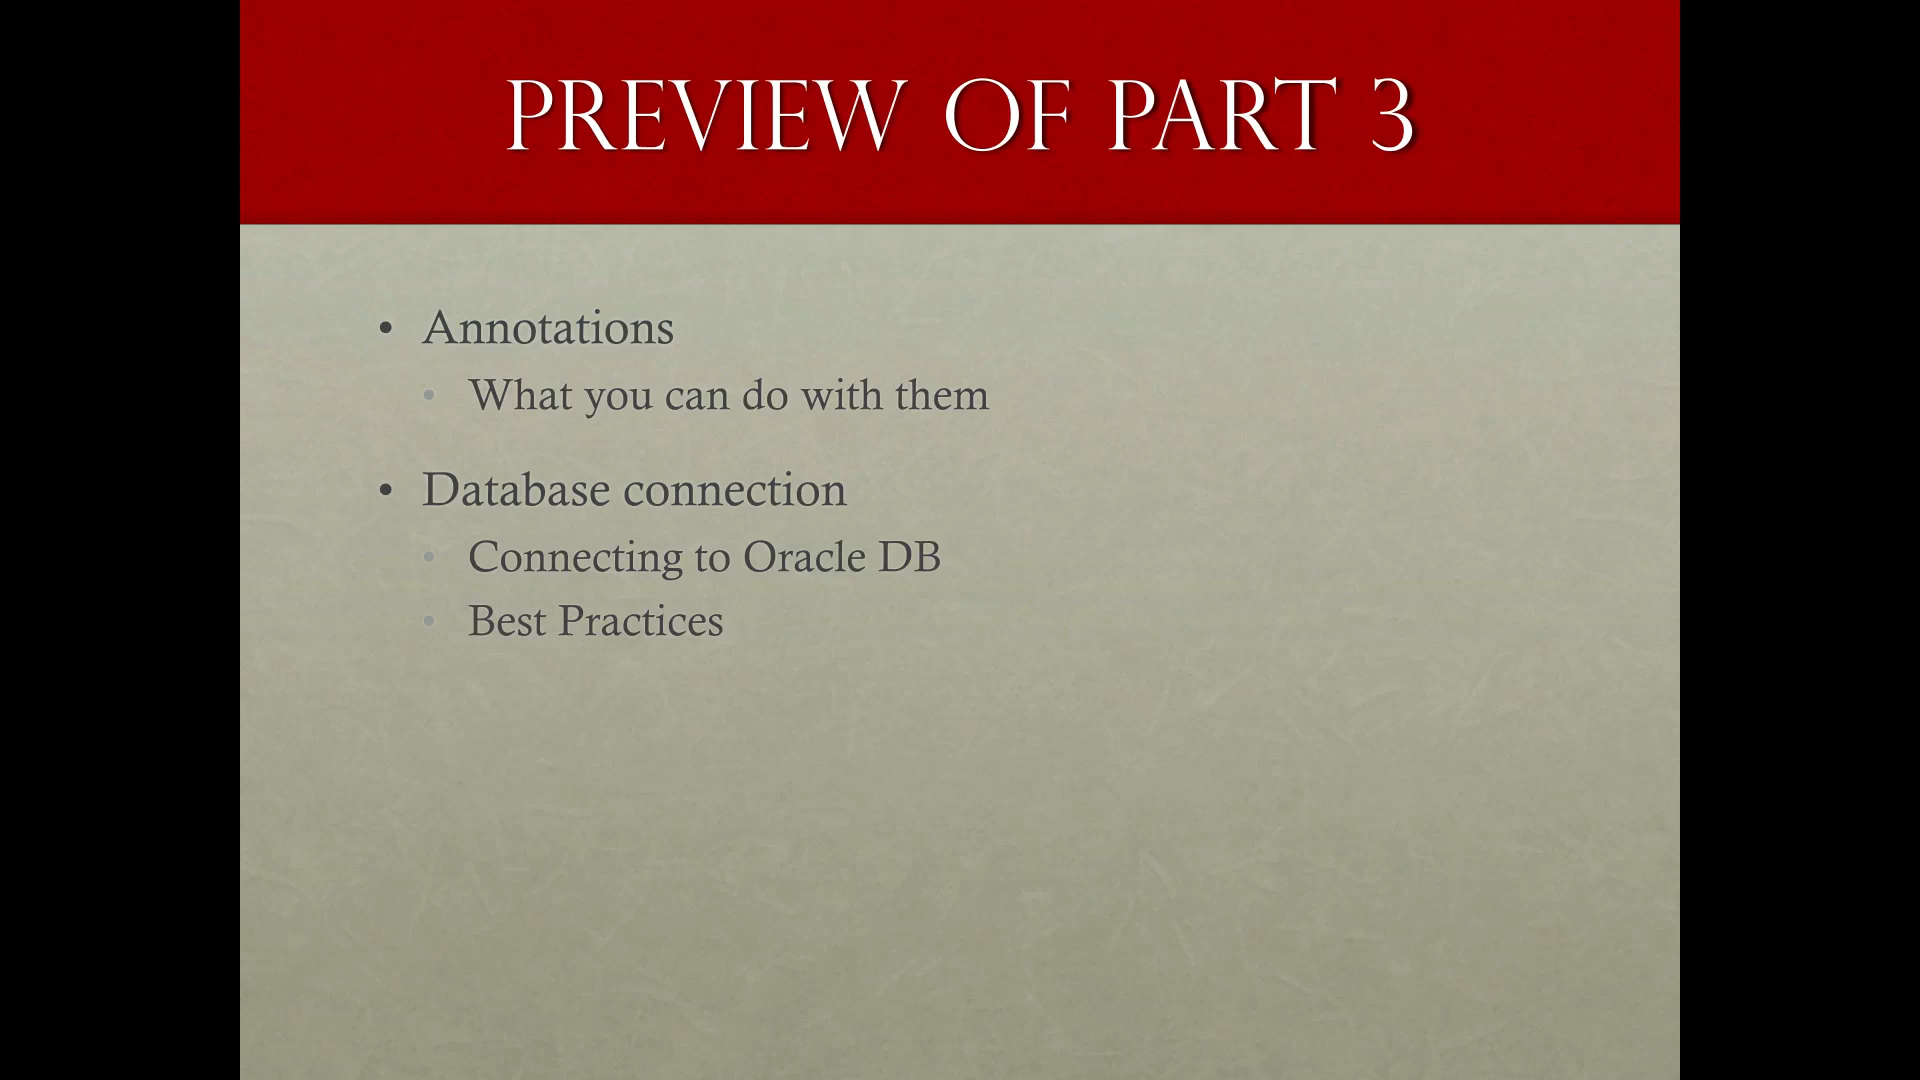 PREVIEW OF PART 3
• Annotations
• What you can do with them
• Database connection
• Connecting to Oracle DB
• Best Practices